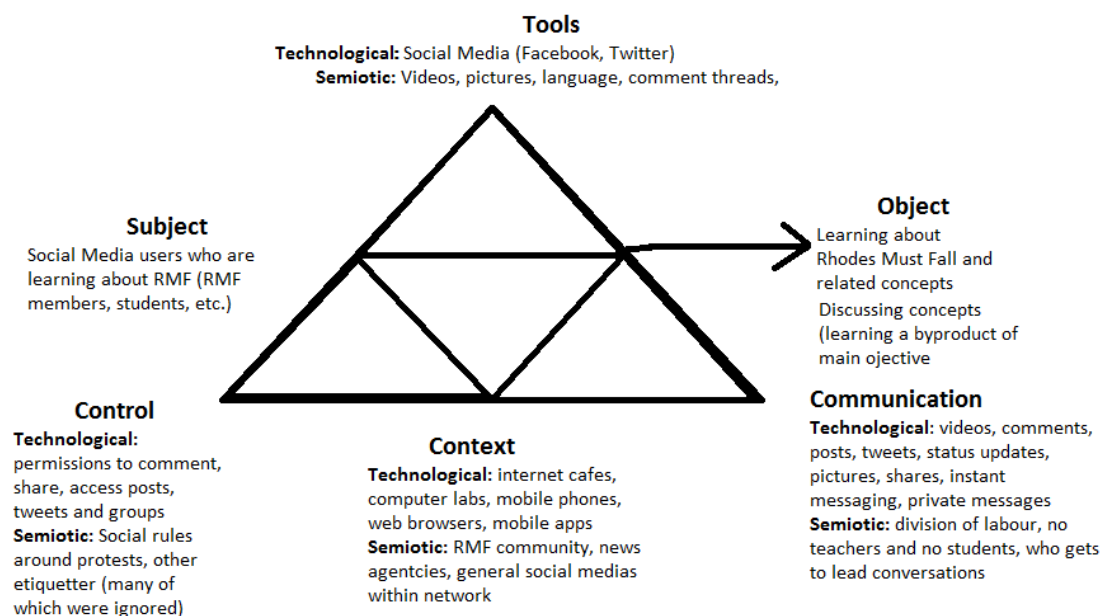 Tools
Technological: Social Media (Facebook, Twitter)
Semiotic: Videos, pictures, language, comment threads,
Subject
Social Media users who are
learning about RMF (RMF
members, students, etc.)
Object
Learning about
Rhodes Must Fall and
related concepts
Discussing concepts
(learning a byproduct of
main ojective
Control
Technological:
permissions to comment,
share, access posts,
tweets and groups
Semiotic: Social rules
around protests, other
etiquetter (many of
which were ignored)
Context
Technological: internet cafes,
computer labs, mobile phones,
web browsers, mobile apps
Semiotic: RMF community, news
agentcies, general social medias
within network
Communication
Technological: videos, comments,
posts, tweets, status updates,
pictures, shares, instant
messaging, private messages
Semiotic: division of labour, no
teachers and no students, who gets
to lead conversations